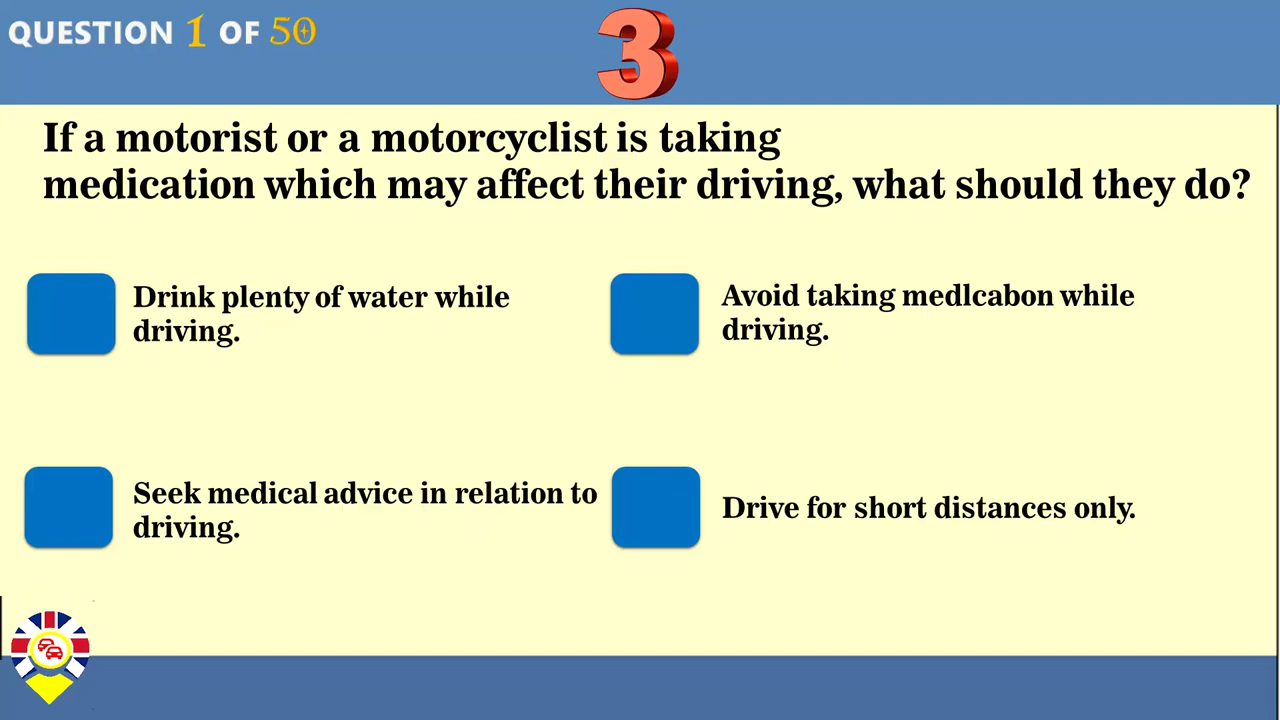 QUESTION 1 OF 50
3
If a motorist or a motorcyclist is taking
medication which may affect their driving, what should they do?
Drink plenty of water while
driving.
Avoid taking medlcabon while
driving.
Seek medical advice in relation to
driving.
Drive for short distances only.